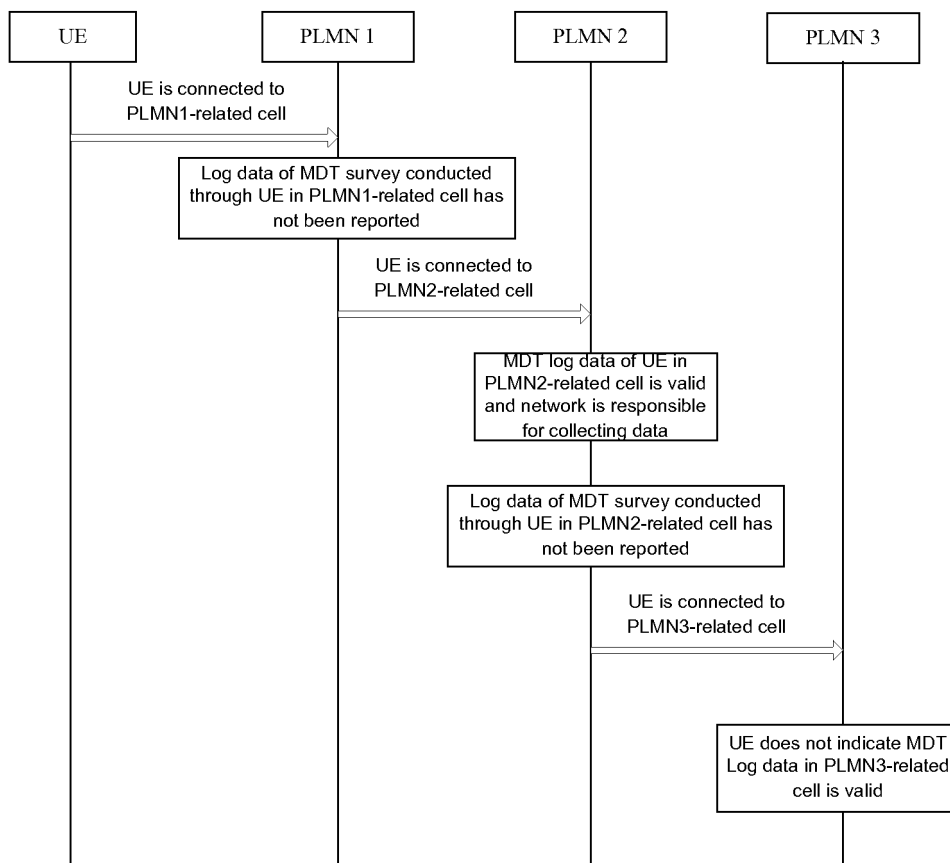 UE
PLMN 1
PLMN 2
PLMN 3
UE is connected to
PLMN1-related cell
Log data of MDT survey conducted
through UE in PLMN1-related cell has
not been reported
UE is connected to
PLMN2-related cell
MDT log data of UE in
PLMN2-related cell is valid
and network is responsible
for collecting data
Log data of MDT survey conducted
through UE in PLMN2-related cell has
not been reported
UE is connected to
PLMN3-related cell
UE does not indicate MDT
Log data in PLMN3-related
cell is valid